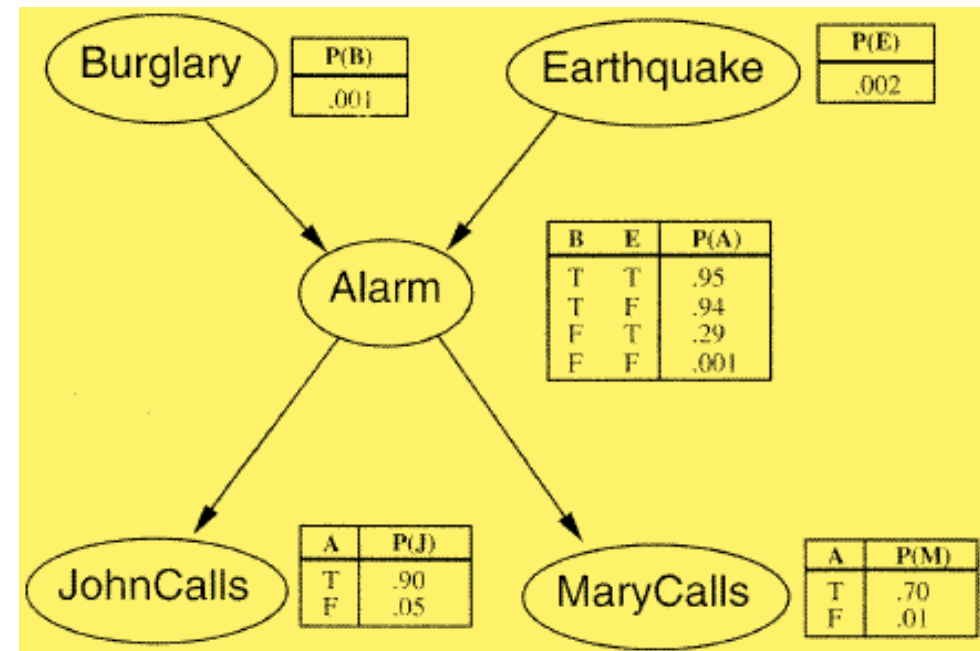 Burglary
P(B)
.001
Earthquake
P(E)
.002
Alarm
B E P(A)
T T .95
T F .94
F T .29
F F .001
JohnCalls
A P(J)
T .90
F .05
MaryCalls
A P(M)
T .70
F .01